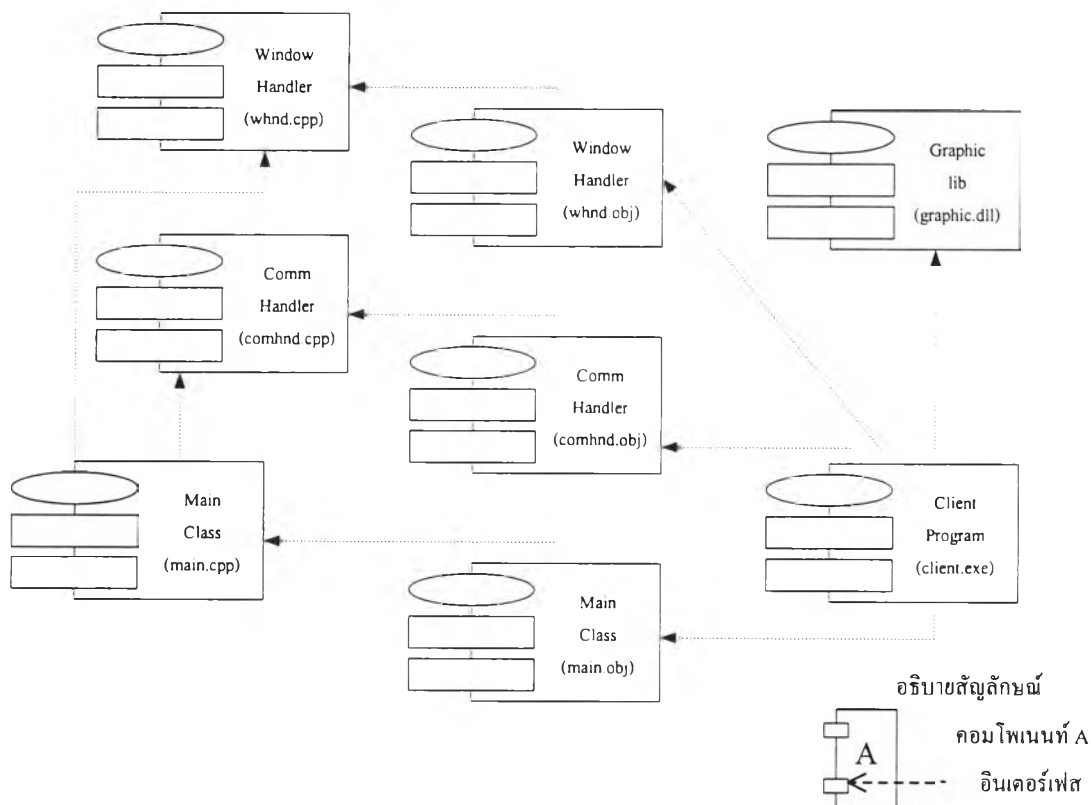 Window
Handler
(whnd.cpp)
Window
Handler
(whnd.obj)
Graphic
lib
(graphic.dll)
Comm
Handler
(comhnd.cpp)
Comm
Handler
(comhnd.obj)
Main
Class
(main.cpp)
Client
Program
(client.exe)
Main
Class
(main.obj)
อธิบายสัญลักษณ์
คอมโพเนนท์ A
A
อินเตอร์เฟส